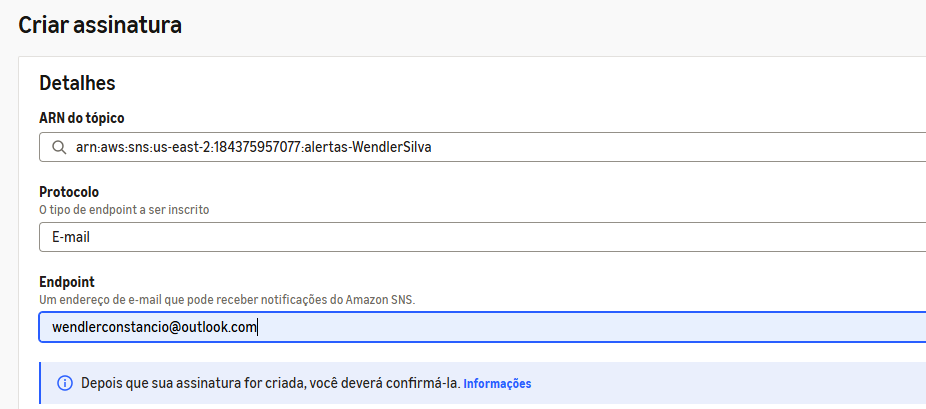 Criar assinatura
Detalhes
ARN do tópico
arn:aws:sns:us-east-2:184375957077:alertas-WendlerSilva
Protocolo
O tipo de endpoint a ser inscrito
E-mail
Endpoint
Um endereço de e-mail que pode receber notificações do Amazon SNS.
wendlerconstancio@outlook.com
Depois que sua assinatura for criada, você deverá confirmá-la. Informações